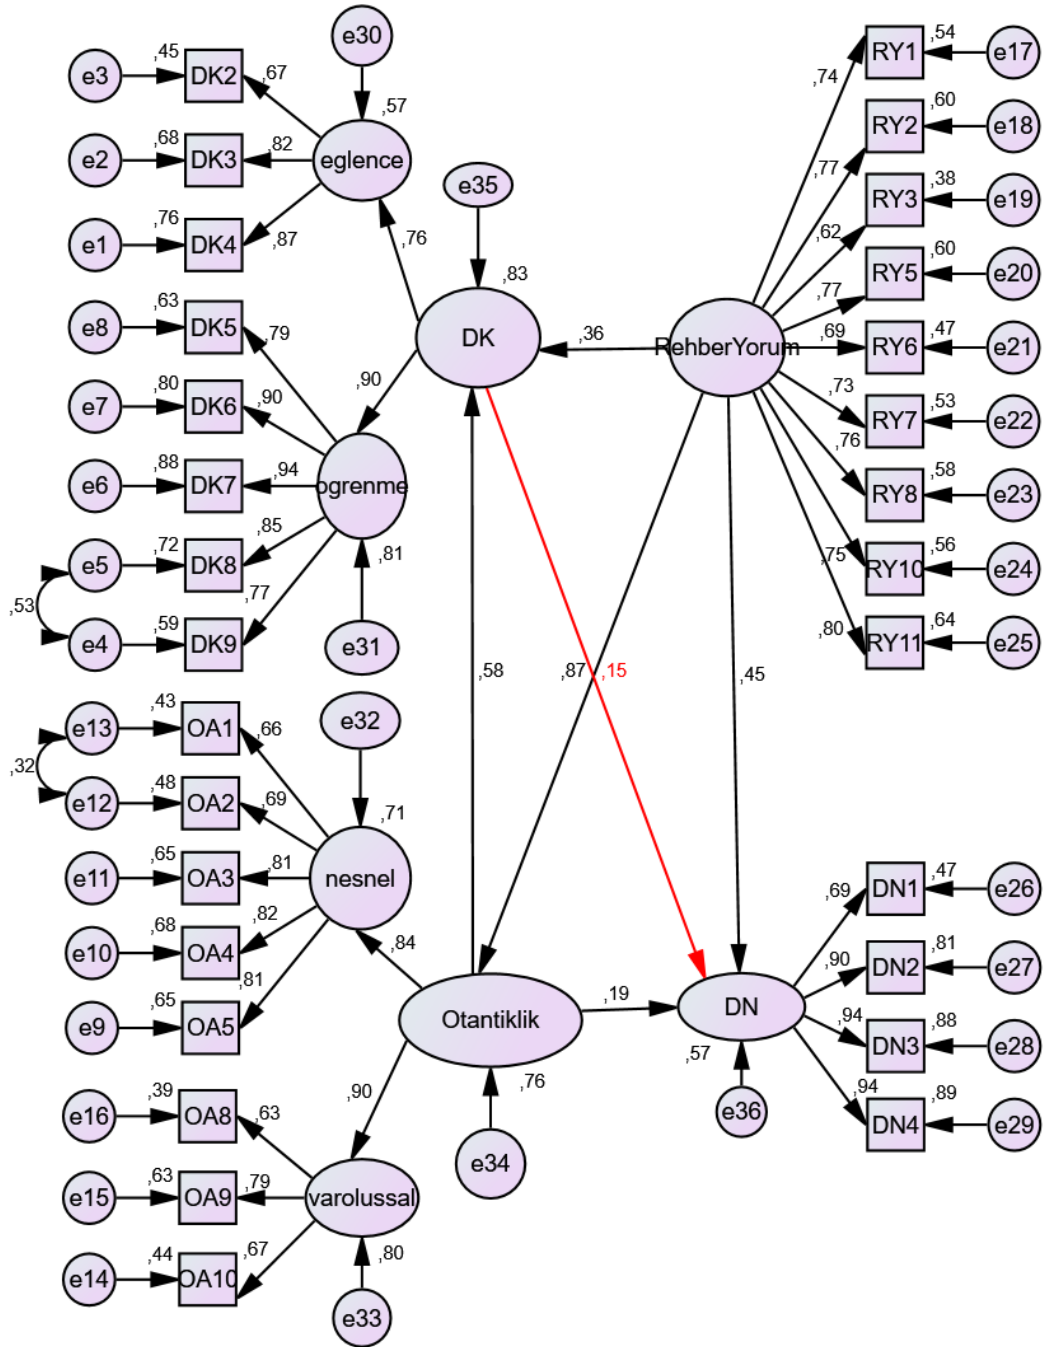 e30
,57
eglence
e3
,45
DK2
,67
e2
,68
DK3
,82
e1
,76
DK4
,87
e35
,83
DK
,76
,90
e8
,63
DK5
,79
e7
,80
DK6
,90
e6
,88
DK7
,94
ogrenme
e5
,72
DK8
,85
e4
,59
DK9
,77
,53
,81
e31
RehberYorum
,36
,74
RY1
,54
e17
,77
RY2
,60
e18
,62
RY3
,38
e19
,77
RY5
,60
e20
,69
RY6
,47
e21
,73
RY7
,53
e22
,76
RY8
,58
e23
,75
RY10
,56
e24
,80
RY11
,64
e25
,58
,87
,15
,45
e32
,71
nesnel
e13
,43
OA1
,66
e12
,48
OA2
,69
,32
e11
,65
OA3
,81
e10
,68
OA4
,82
e9
,65
OA5
,81
,84
Otantiklik
,19
,76
e34
,90
DN
,57
e36
,69
DN1
,47
e26
,90
DN2
,81
e27
,94
DN3
,88
e28
,94
DN4
,89
e29
e16
,39
OA8
,63
e15
,63
OA9
,79
varolussal
e14
,44
OA10
,67
,80
e33